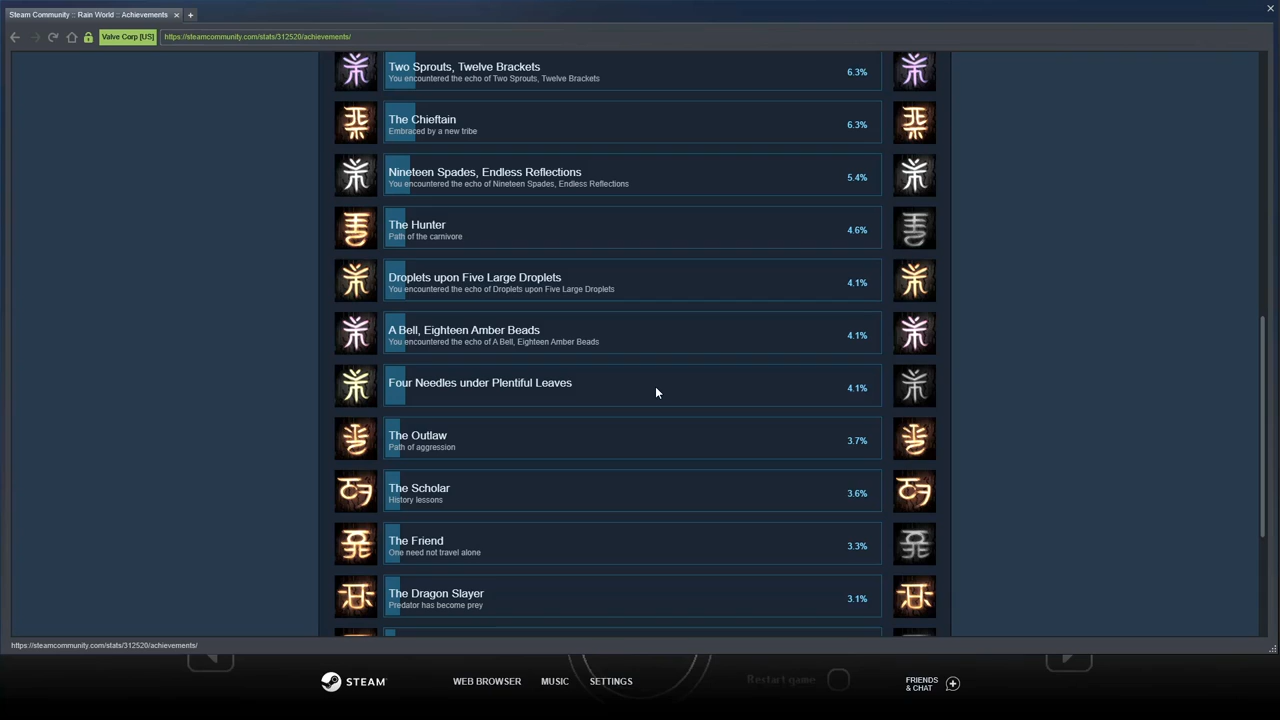 Steam Community :: Rain World :: Achievements
Valve Corp [US] https://steamcommunity.com/stats/312520/achievements/
Two Sprouts, Twelve Brackets
You encountered the echo of Two Sprouts, Twelve Brackets
6.3%
The Chieftain
Embraced by a new tribe
6.3%
Nineteen Spades, Endless Reflections
You encountered the echo of Nineteen Spades, Endless Reflections
5.4%
The Hunter
Path of the carnivore
4.6%
Droplets upon Five Large Droplets
You encountered the echo of Droplets upon Five Large Droplets
4.1%
A Bell, Eighteen Amber Beads
You encountered the echo of A Bell, Eighteen Amber Beads
4.1%
Four Needles under Plentiful Leaves
4.1%
The Outlaw
Path of aggression
3.7%
The Scholar
History lessons
3.6%
The Friend
One need not travel alone
3.3%
The Dragon Slayer
Predator has become prey
3.1%
https://steamcommunity.com/stats/312520/achievements/
Restart game
STEAM WEB BROWSER MUSIC SETTINGS
FRIENDS
& CHAT